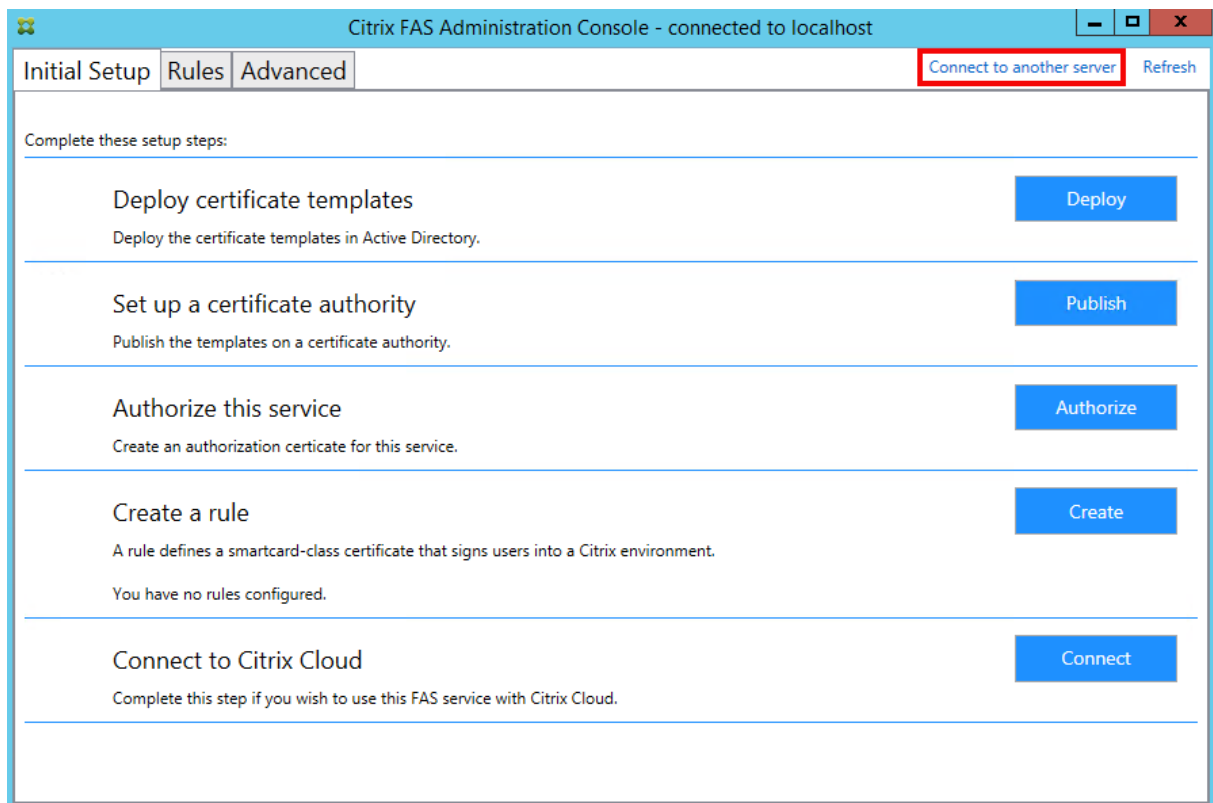 Citrix FAS Administration Console - connected to localhost
Initial Setup Rules Advanced Connect to another server Refresh
Complete these setup steps:
Deploy certificate templates
Deploy
Deploy the certificate templates in Active Directory.
Set up a certificate authority
Publish
Publish the templates on a certificate authority.
Authorize this service
Authorize
Create an authorization certicate for this service.
Create a rule
Create
A rule defines a smartcard-class certificate that signs users into a Citrix environment.
You have no rules configured.
Connect to Citrix Cloud
Connect
Complete this step if you wish to use this FAS service with Citrix Cloud.